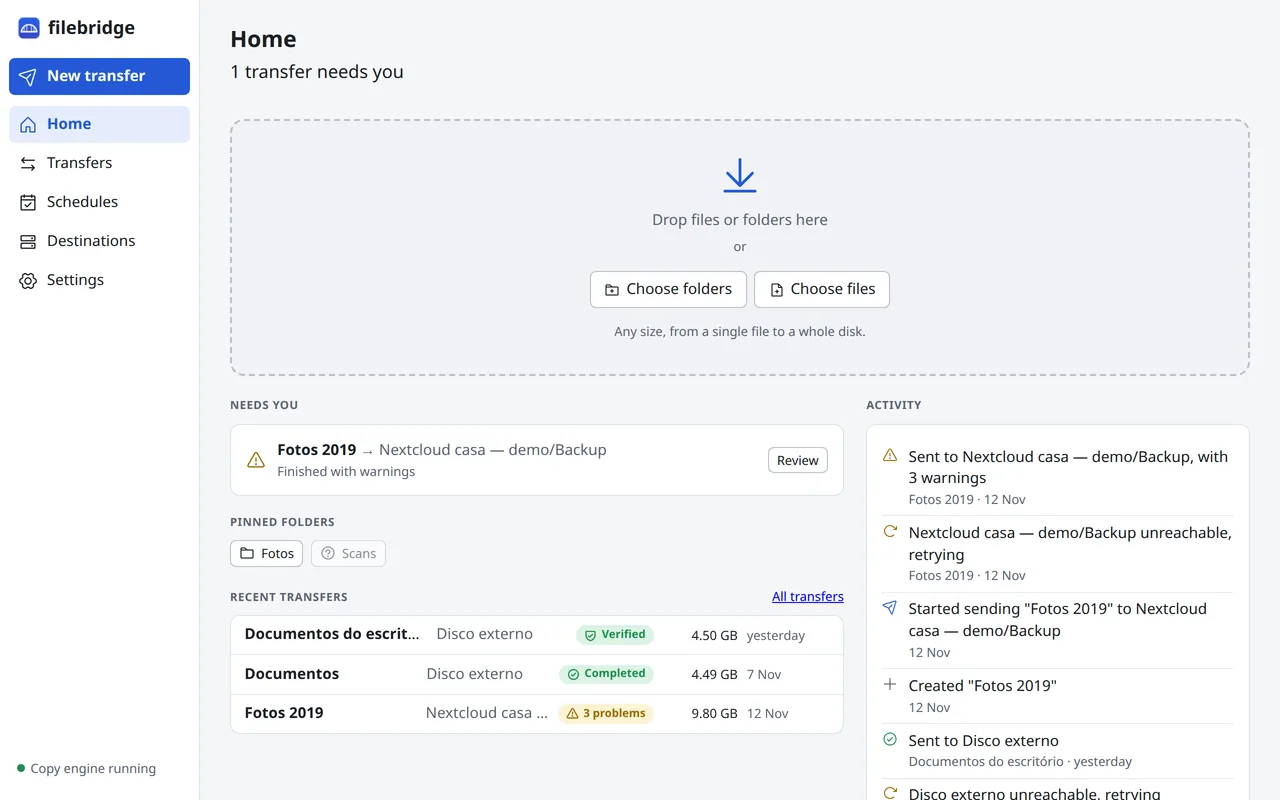 filebridge
New transfer
Home
Transfers
Schedules
Destinations
Settings
Copy engine running
Home
1 transfer needs you
Drop files or folders here
or
Choose folders
Choose files
Any size, from a single file to a whole disk.
NEEDS YOU
Fotos 2019 → Nextcloud casa — demo/Backup
Finished with warnings
Review
PINNED FOLDERS
Fotos
Scans
RECENT TRANSFERS
All transfers
Documentos do escrit... Disco externo Verified 4.50 GB yesterday
Documentos Disco externo Completed 4.49 GB 7 Nov
Fotos 2019 Nextcloud casa ... 3 problems 9.80 GB 12 Nov
ACTIVITY
Sent to Nextcloud casa — demo/Backup, with
3 warnings
Fotos 2019 · 12 Nov
Nextcloud casa — demo/Backup unreachable,
retrying
Fotos 2019 · 12 Nov
Started sending "Fotos 2019" to Nextcloud
casa — demo/Backup
12 Nov
Created "Fotos 2019"
12 Nov
Sent to Disco externo
Documentos do escritório · yesterday
Disco externo unreachable, retrying